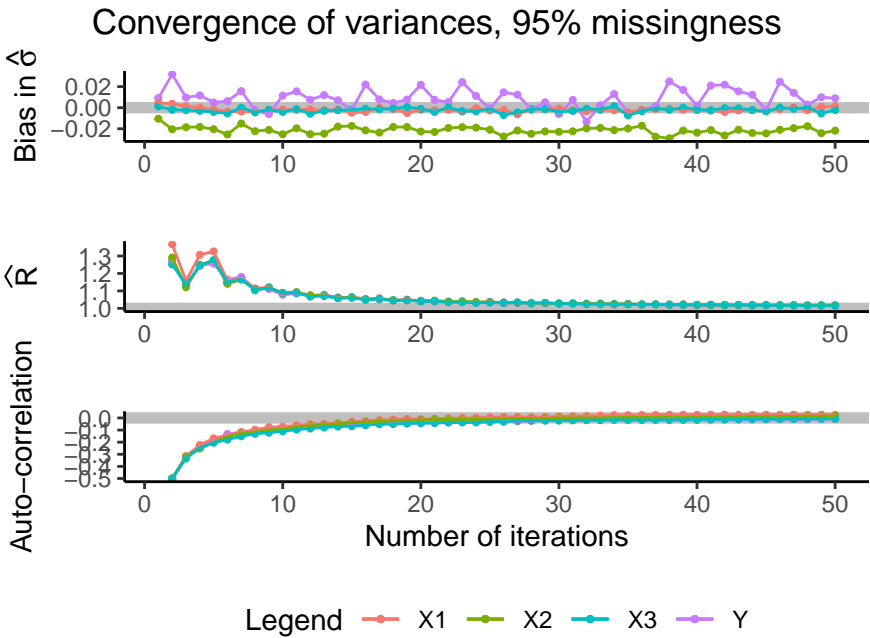 Convergence of variances, 95% missingness
Bias in σ̂
0.02
0.00
−0.02
0 10 20 30 40 50
R̂
1.3
1.2
1.1
1.0
0 10 20 30 40 50
Auto−correlation
0.0
−0.1
−0.2
−0.3
−0.4
−0.5
0 10 20 30 40 50
Number of iterations
Legend X1 X2 X3 Y